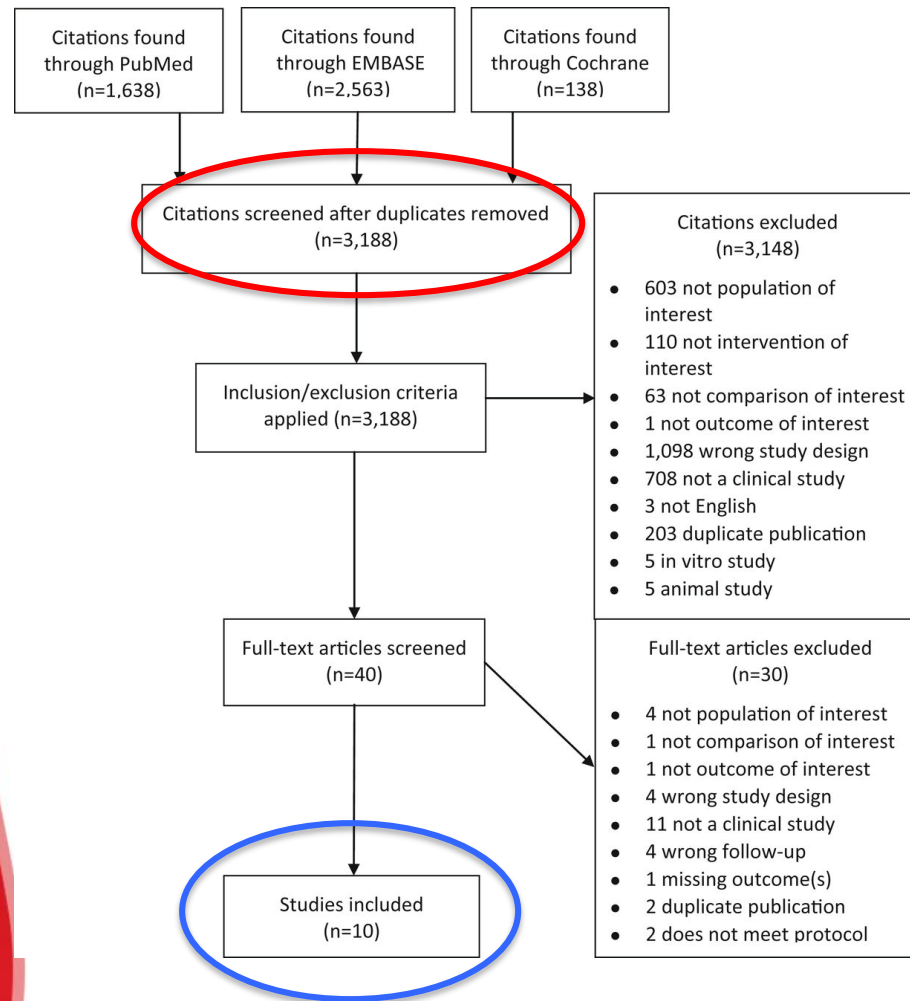 Citations found
through PubMed
(n=1,638)
Citations found
through EMBASE
(n=2,563)
Citations found
through Cochrane
(n=138)
Citations screened after duplicates removed
(n=3,188)
Inclusion/exclusion criteria
applied (n=3,188)
Citations excluded
(n=3,148)
● 603 not population of
interest
● 110 not intervention of
interest
● 63 not comparison of interest
● 1 not outcome of interest
● 1,098 wrong study design
● 708 not a clinical study
● 3 not English
● 203 duplicate publication
● 5 in vitro study
● 5 animal study
Full-text articles screened
(n=40)
Full-text articles excluded
(n=30)
● 4 not population of interest
● 1 not comparison of interest
● 1 not outcome of interest
● 4 wrong study design
● 11 not a clinical study
● 4 wrong follow-up
● 1 missing outcome(s)
● 2 duplicate publication
● 2 does not meet protocol
Studies included
(n=10)